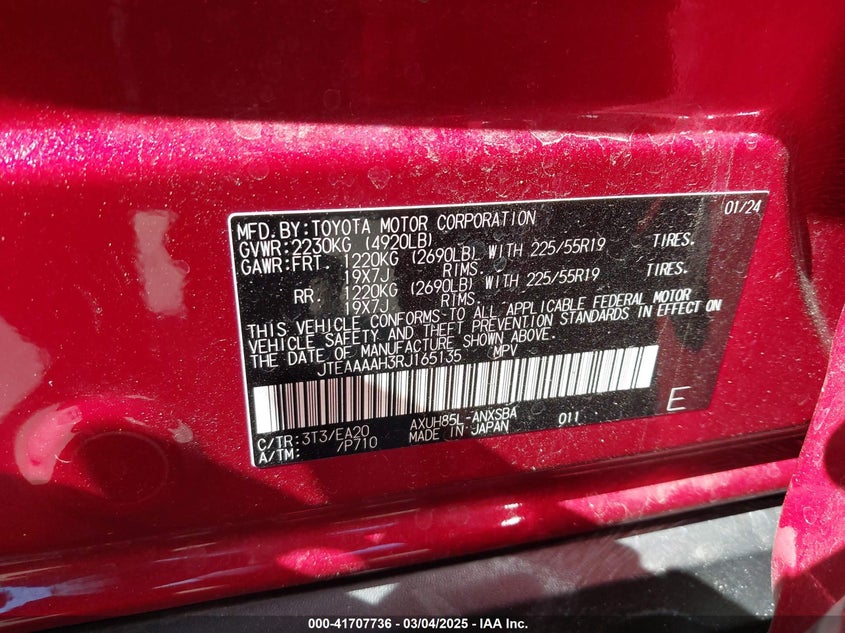 MFD.BY:TOYOTA MOTOR CORPORATION 01/24
GVWR:2230KG (4920LB)
GAWR:FRT. 1220KG (2690LB) WITH 225/55R19 TIRES.
19X7J RIMS.
RR. 1220KG (2690LB) WITH 225/55R19 TIRES.
19X7J RIMS.
THIS VEHICLE CONFORMS TO ALL APPLICABLE FEDERAL MOTOR
VEHICLE SAFETY AND THEFT PREVENTION STANDARDS IN EFFECT ON
THE DATE OF MANUFACTURE SHOWN ABOVE.
JTEAAAAH3RJ165135 MPV
E
C/TR:3T3/EA20 AXUH85L-ANXSBA 011
A/TM: /P710 MADE IN JAPAN
000-41707736 - 03/04/2025 - IAA Inc.